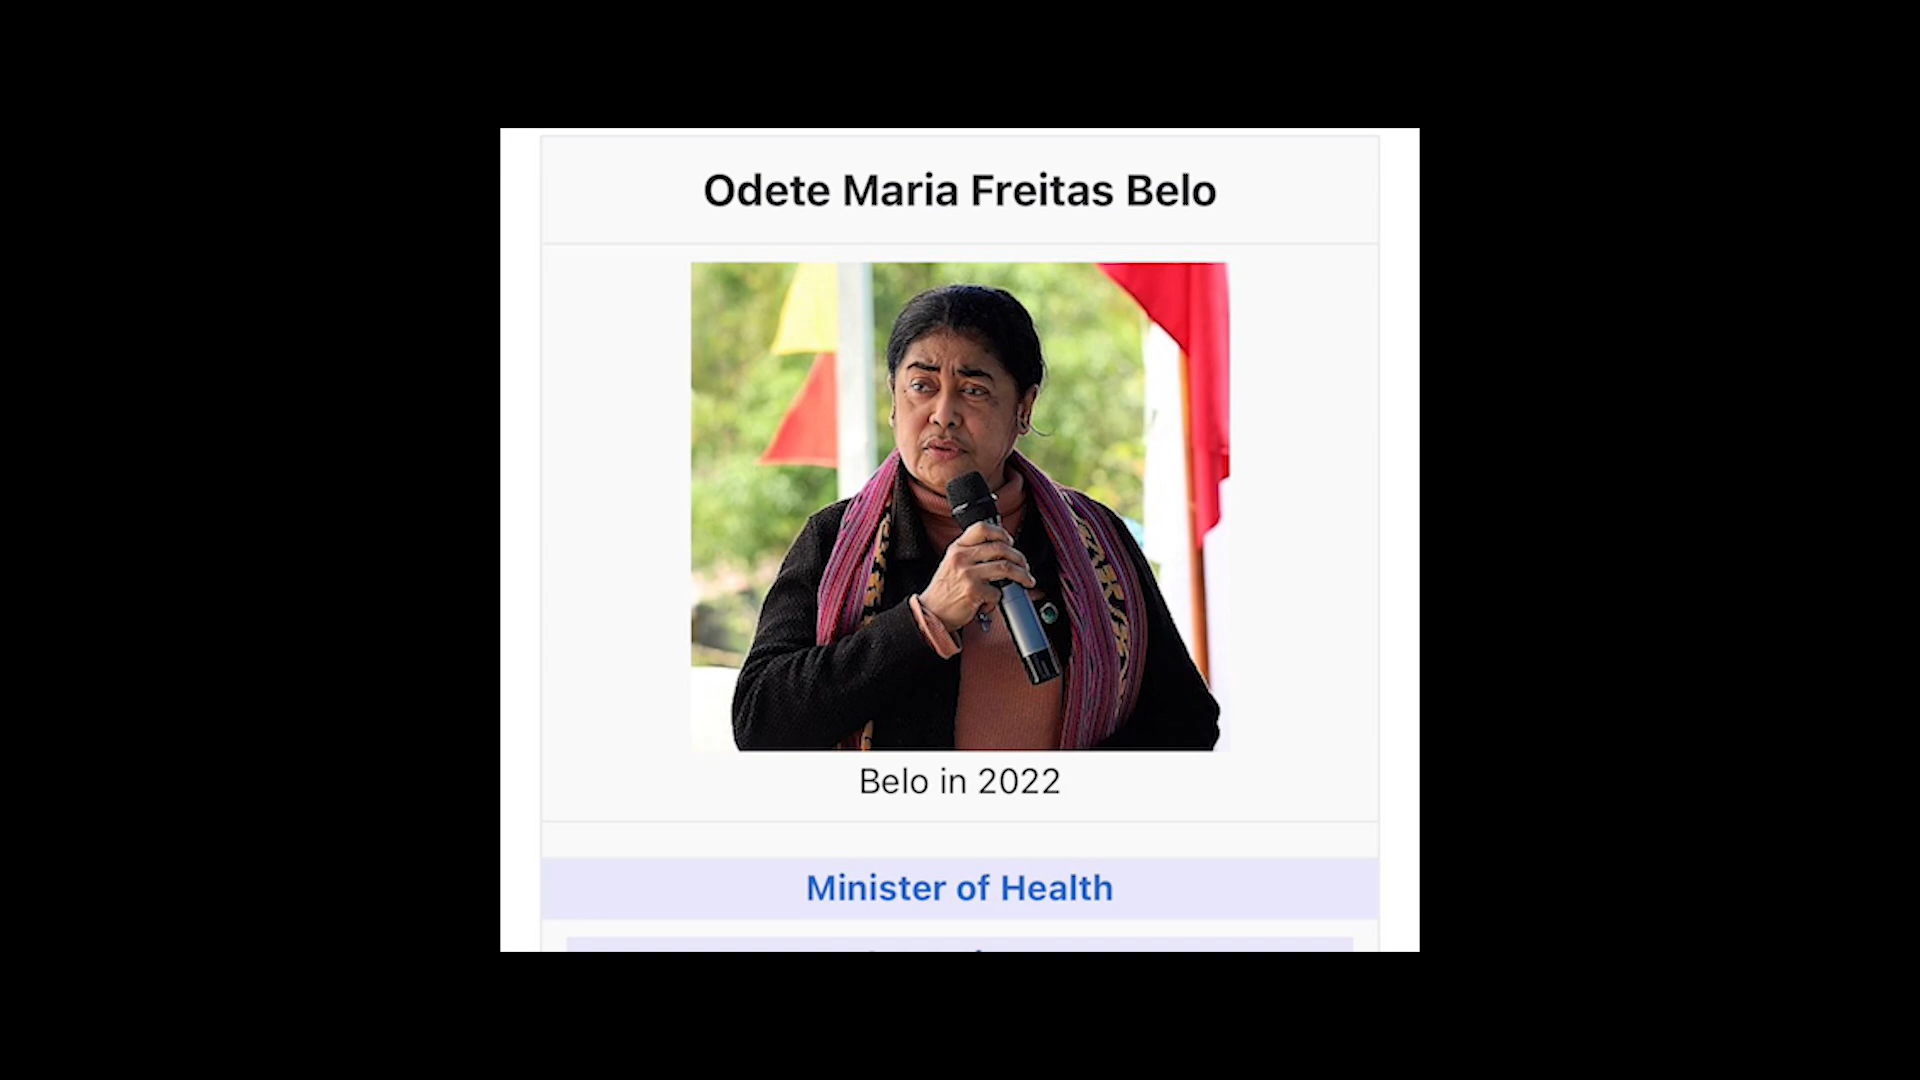 Odete Maria Freitas Belo
Belo in 2022
Minister of Health